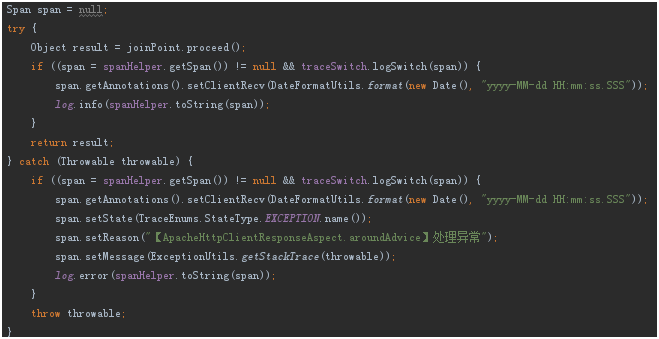 Span span = null;
try {
    Object result = joinPoint.proceed();
    if ((span = spanHelper.getSpan()) != null && traceSwitch.logSwitch(span)) {
        span.getAnnotations().setClientRecv(DateFormatUtils.format(new Date(), "yyyy-MM-dd HH:mm:ss.SSS"));
        log.info(spanHelper.toString(span));
    }
    return result;
} catch (Throwable throwable) {
    if ((span = spanHelper.getSpan()) != null && traceSwitch.logSwitch(span)) {
        span.getAnnotations().setClientRecv(DateFormatUtils.format(new Date(), "yyyy-MM-dd HH:mm:ss.SSS"));
        span.setState(TraceEnums.StateType.EXCEPTION.name());
        span.setReason("【ApacheHttpClientResponseAspect.aroundAdvice】处理异常");
        span.setMessage(ExceptionUtils.getStackTrace(throwable));
        log.error(spanHelper.toString(span));
    }
    throw throwable;
}